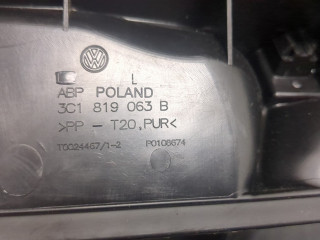 L
ABP POLAND
3C1 819 063 B
>PP - T20,PUR<
T0024467/1-2 P0108674